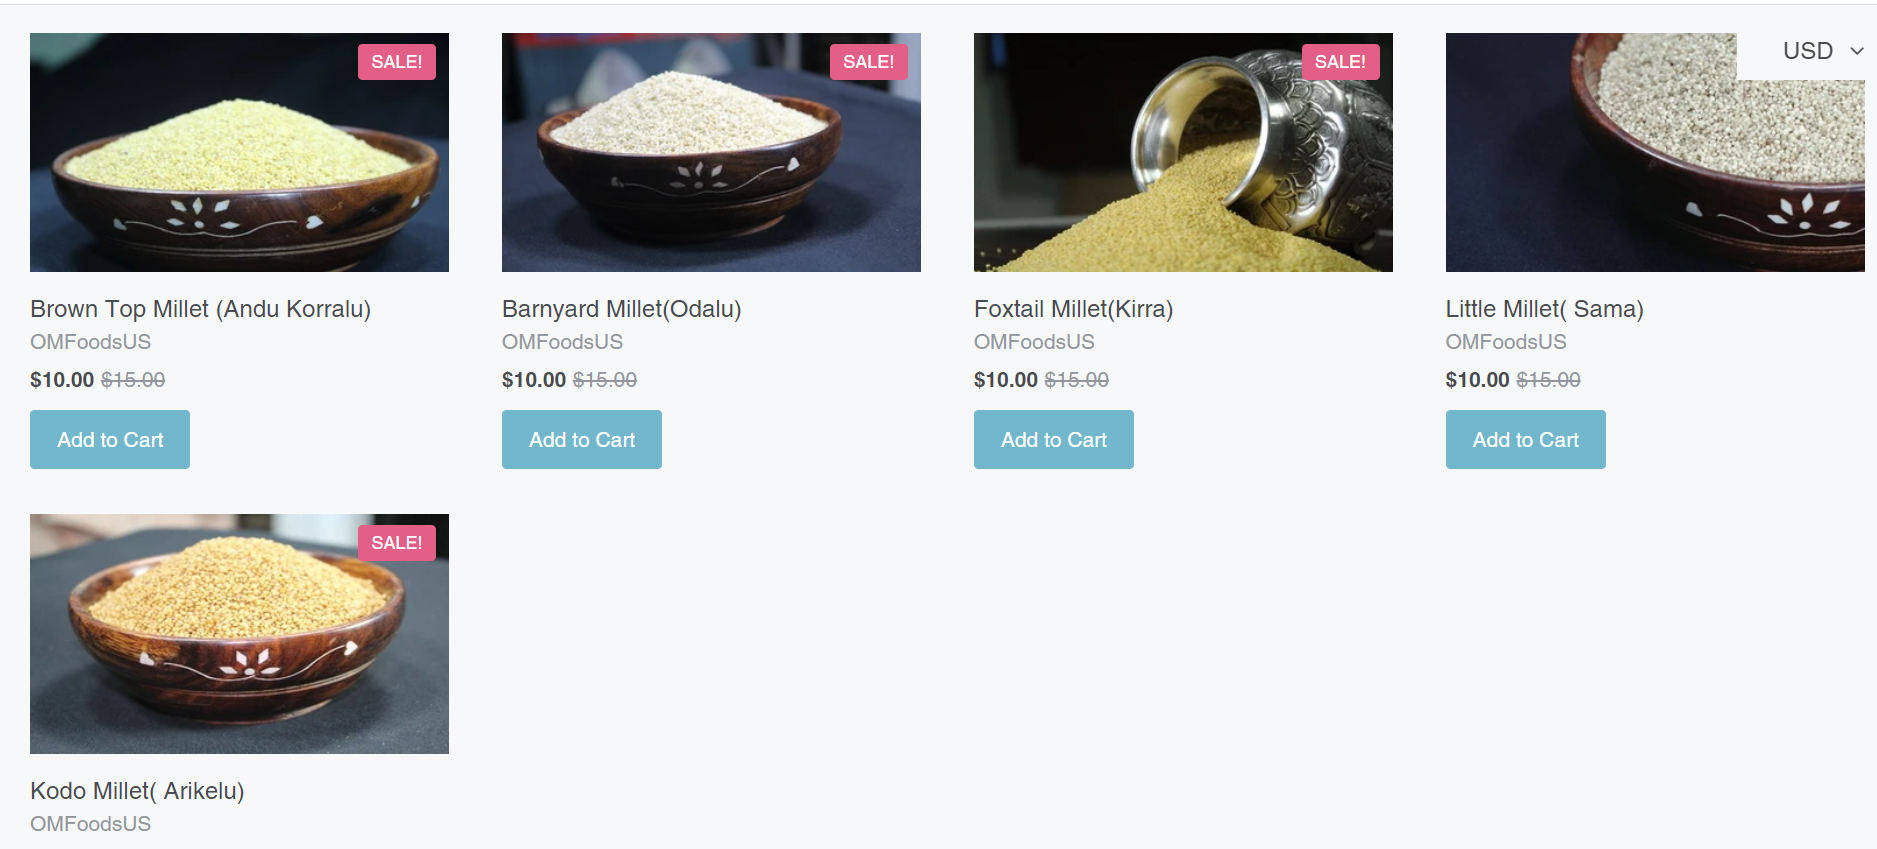 SALE!
SALE!
SALE!
USD
Brown Top Millet (Andu Korralu)
OMFoodsUS
$10.00 $15.00
Add to Cart
Barnyard Millet(Odalu)
OMFoodsUS
$10.00 $15.00
Add to Cart
Foxtail Millet(Kirra)
OMFoodsUS
$10.00 $15.00
Add to Cart
Little Millet( Sama)
OMFoodsUS
$10.00 $15.00
Add to Cart
SALE!
Kodo Millet( Arikelu)
OMFoodsUS